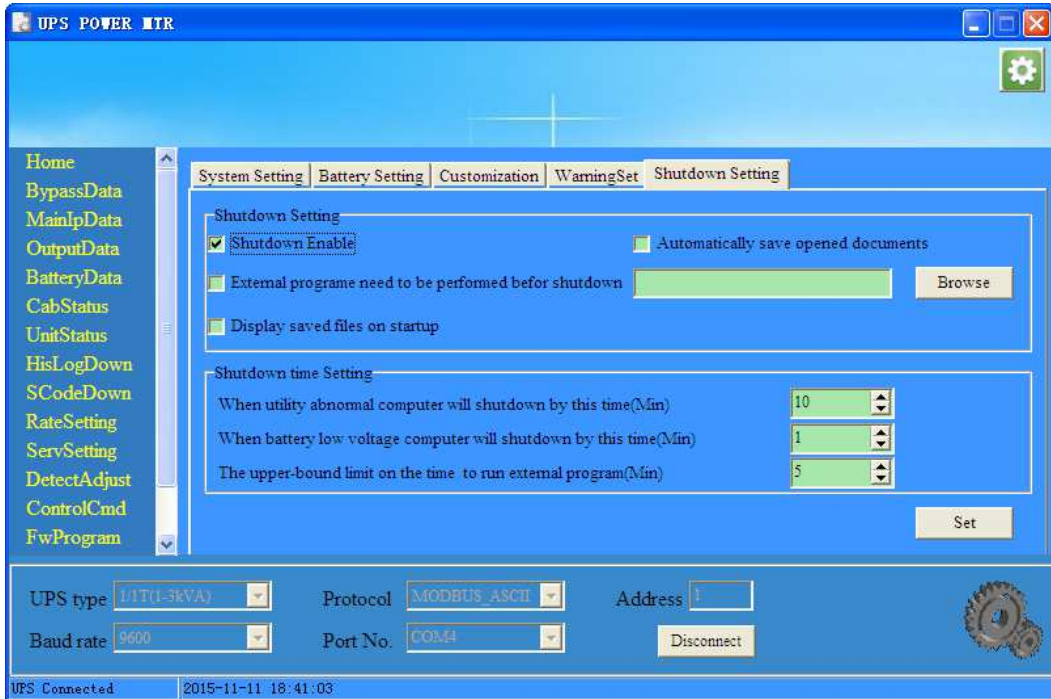 UPS POWER MTR
Home
BypassData
MainIpData
OutputData
BatteryData
CabStatus
UnitStatus
HisLogDown
SCodeDown
RateSetting
ServSetting
DetectAdjust
ControlCmd
FwProgram
System Setting Battery Setting Customization WarningSet Shutdown Setting
Shutdown Setting
Shutdown Enable Automatically save opened documents
External programe need to be performed befor shutdown Browse
Display saved files on startup
Shutdown time Setting
When utility abnormal computer will shutdown by this time(Min) 10
When battery low voltage computer will shutdown by this time(Min) 1
The upper-bound limit on the time to run external program(Min) 5
Set
UPS type 1/1T(1-3kVA) Protocol MODBUS_ASCII Address 1
Baud rate 9600 Port No. COM4 Disconnect
UPS Connected 2015-11-11 18:41:03